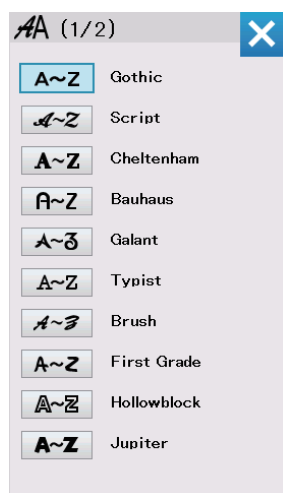 AA (1/2)
A~Z Gothic
A~Z Script
A~Z Cheltenham
A~Z Bauhaus
A~Z Galant
A~Z Typist
A~Z Brush
A~Z First Grade
A~Z Hollowblock
A~Z Jupiter